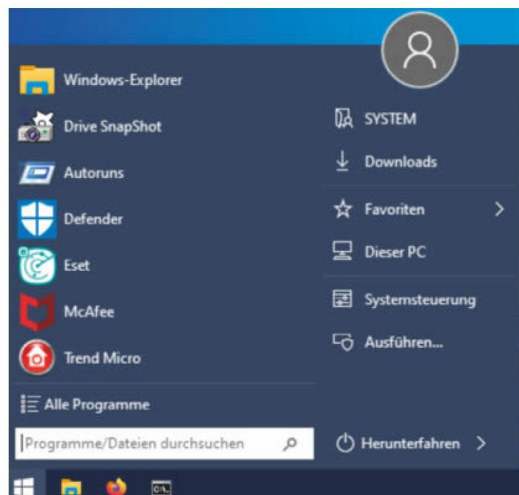 Windows-Explorer
Drive SnapShot
Autoruns
Defender
Eset
McAfee
Trend Micro
Alle Programme
Programme/Dateien durchsuchen
SYSTEM
Downloads
Favoriten
Dieser PC
Systemsteuerung
Ausführen...
Herunterfahren